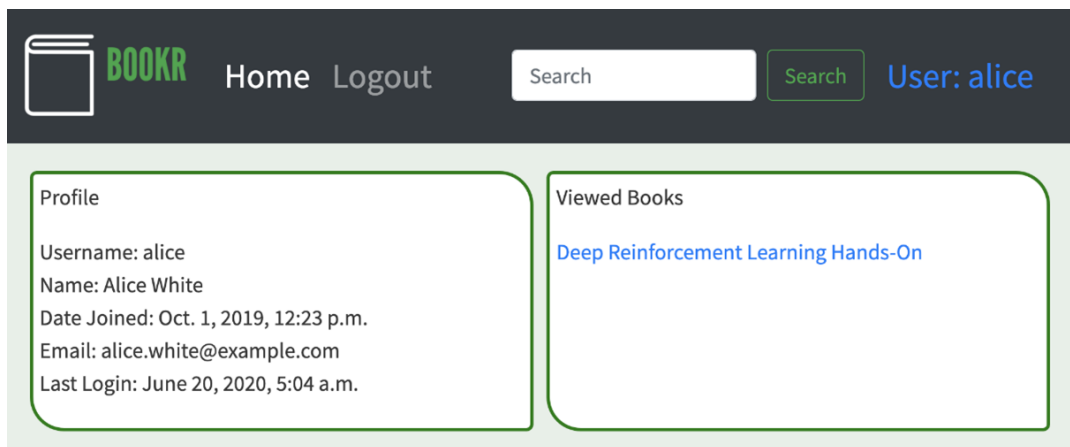 BOOKR
Home Logout Search Search User: alice
Profile
Username: alice
Name: Alice White
Date Joined: Oct. 1, 2019, 12:23 p.m.
Email: alice.white@example.com
Last Login: June 20, 2020, 5:04 a.m.
Viewed Books
Deep Reinforcement Learning Hands-On